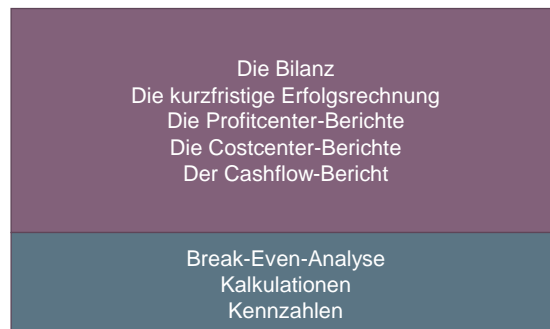 Die Bilanz
Die kurzfristige Erfolgsrechnung
Die Profitcenter-Berichte
Die Costcenter-Berichte
Der Cashflow-Bericht
Break-Even-Analyse
Kalkulationen
Kennzahlen